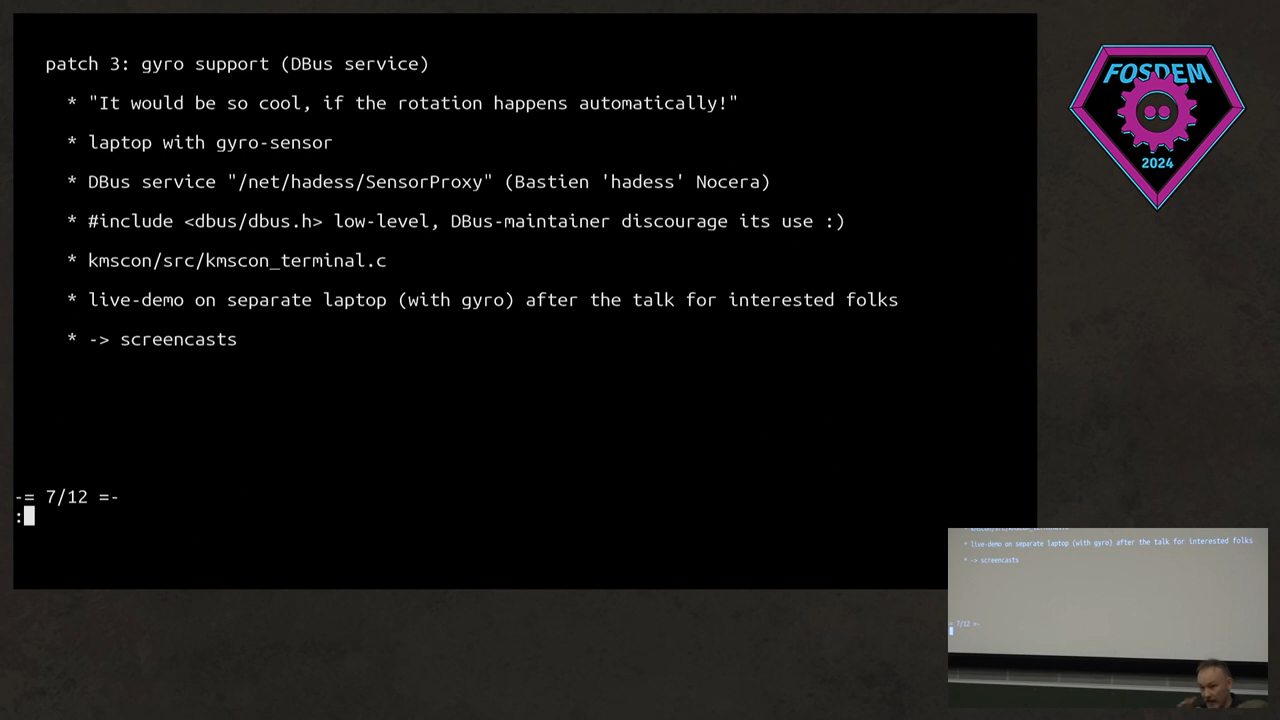 patch 3: gyro support (DBus service)
* "It would be so cool, if the rotation happens automatically!"
* laptop with gyro-sensor
* DBus service "/net/hadess/SensorProxy" (Bastien 'hadess' Nocera)
* #include <dbus/dbus.h> low-level, DBus-maintainer discourage its use :)
* kmscon/src/kmscon_terminal.c
* live-demo on separate laptop (with gyro) after the talk for interested folks
* -> screencasts
-= 7/12 =-
:
FOSDEM
2024
* live-demo on separate laptop (with gyro) after the talk for interested folks
* -> screencasts
= 7/12 =-